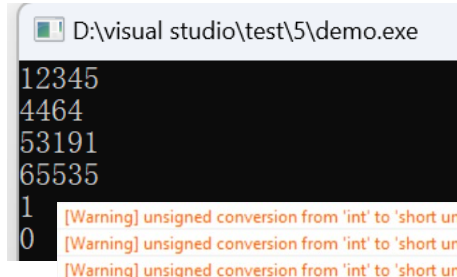 D:\visual studio\test\5\demo.exe
12345
4464
53191
65535
1
0
[Warning] unsigned conversion from 'int' to 'short un
[Warning] unsigned conversion from 'int' to 'short un
[Warning] unsigned conversion from 'int' to 'short un